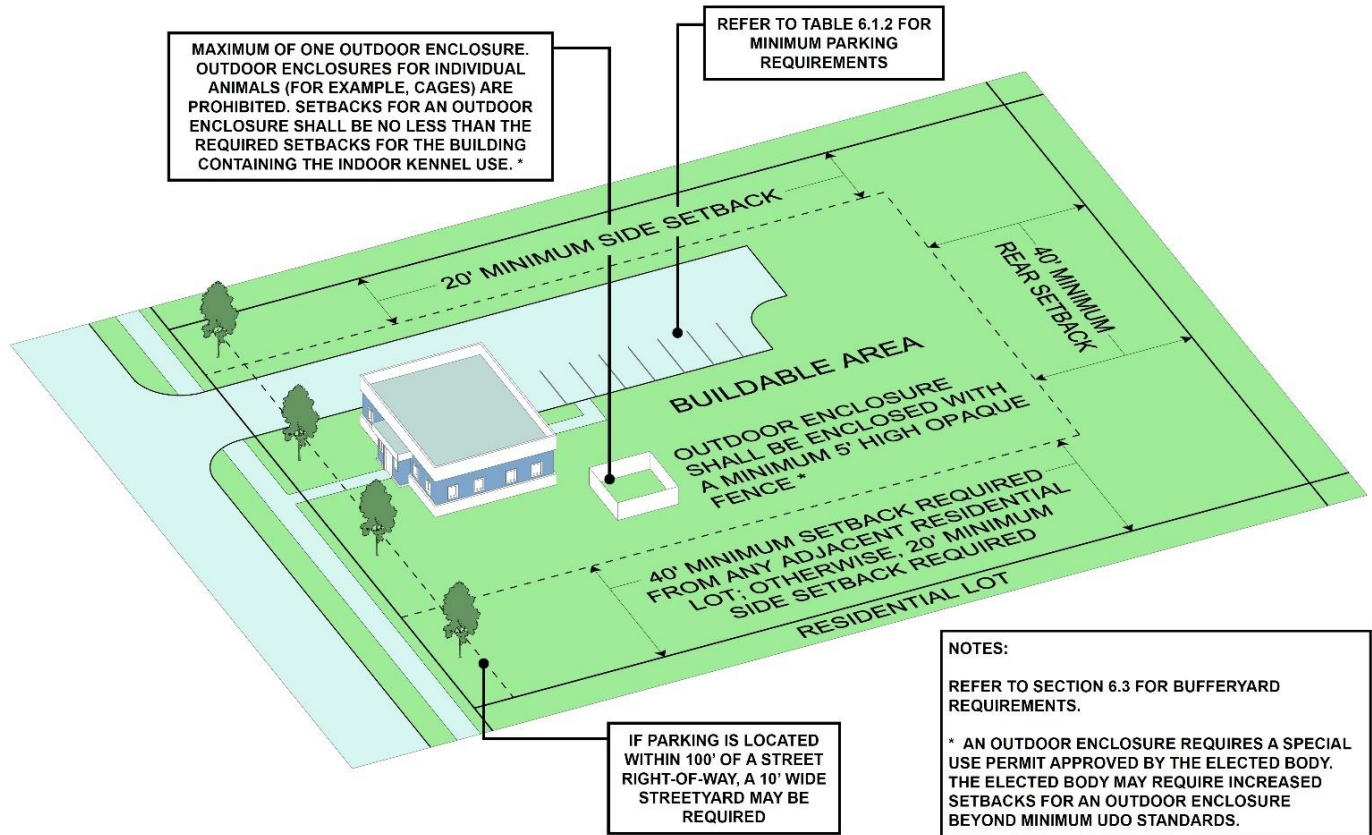 MAXIMUM OF ONE OUTDOOR ENCLOSURE.
OUTDOOR ENCLOSURES FOR INDIVIDUAL
ANIMALS (FOR EXAMPLE, CAGES) ARE
PROHIBITED. SETBACKS FOR AN OUTDOOR
ENCLOSURE SHALL BE NO LESS THAN THE
REQUIRED SETBACKS FOR THE BUILDING
CONTAINING THE INDOOR KENNEL USE. *
REFER TO TABLE 6.1.2 FOR
MINIMUM PARKING
REQUIREMENTS
20' MINIMUM SIDE SETBACK
40' MINIMUM
REAR SETBACK
BUILDABLE AREA
OUTDOOR ENCLOSURE
SHALL BE ENCLOSED WITH
A MINIMUM 5' HIGH OPAQUE
FENCE *
40' MINIMUM SETBACK REQUIRED
FROM ANY ADJACENT RESIDENTIAL
LOT; OTHERWISE, 20' MINIMUM
SIDE SETBACK REQUIRED
RESIDENTIAL LOT
IF PARKING IS LOCATED
WITHIN 100' OF A STREET
RIGHT-OF-WAY, A 10' WIDE
STREETYARD MAY BE
REQUIRED
NOTES:
REFER TO SECTION 6.3 FOR BUFFERYARD
REQUIREMENTS.
* AN OUTDOOR ENCLOSURE REQUIRES A SPECIAL
USE PERMIT APPROVED BY THE ELECTED BODY.
THE ELECTED BODY MAY REQUIRE INCREASED
SETBACKS FOR AN OUTDOOR ENCLOSURE
BEYOND MINIMUM UDO STANDARDS.